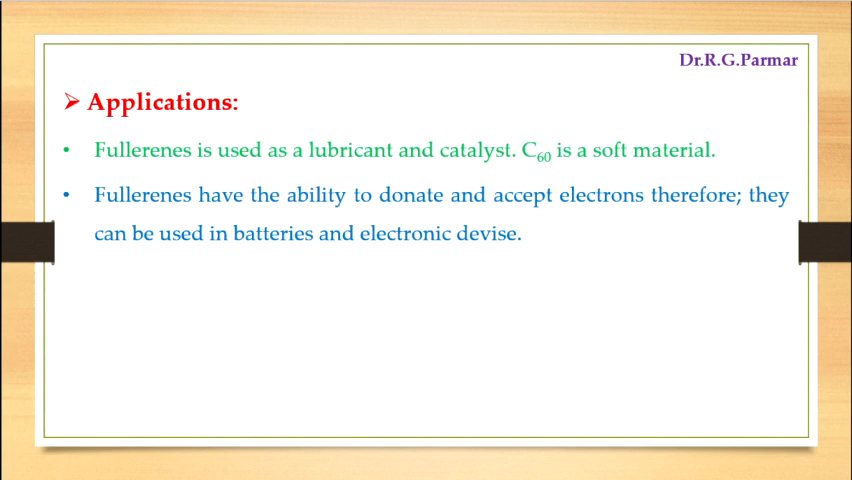 Dr.R.G.Parmar
➢ Applications:
• Fullerenes is used as a lubricant and catalyst. C60 is a soft material.
• Fullerenes have the ability to donate and accept electrons therefore; they
can be used in batteries and electronic devise.